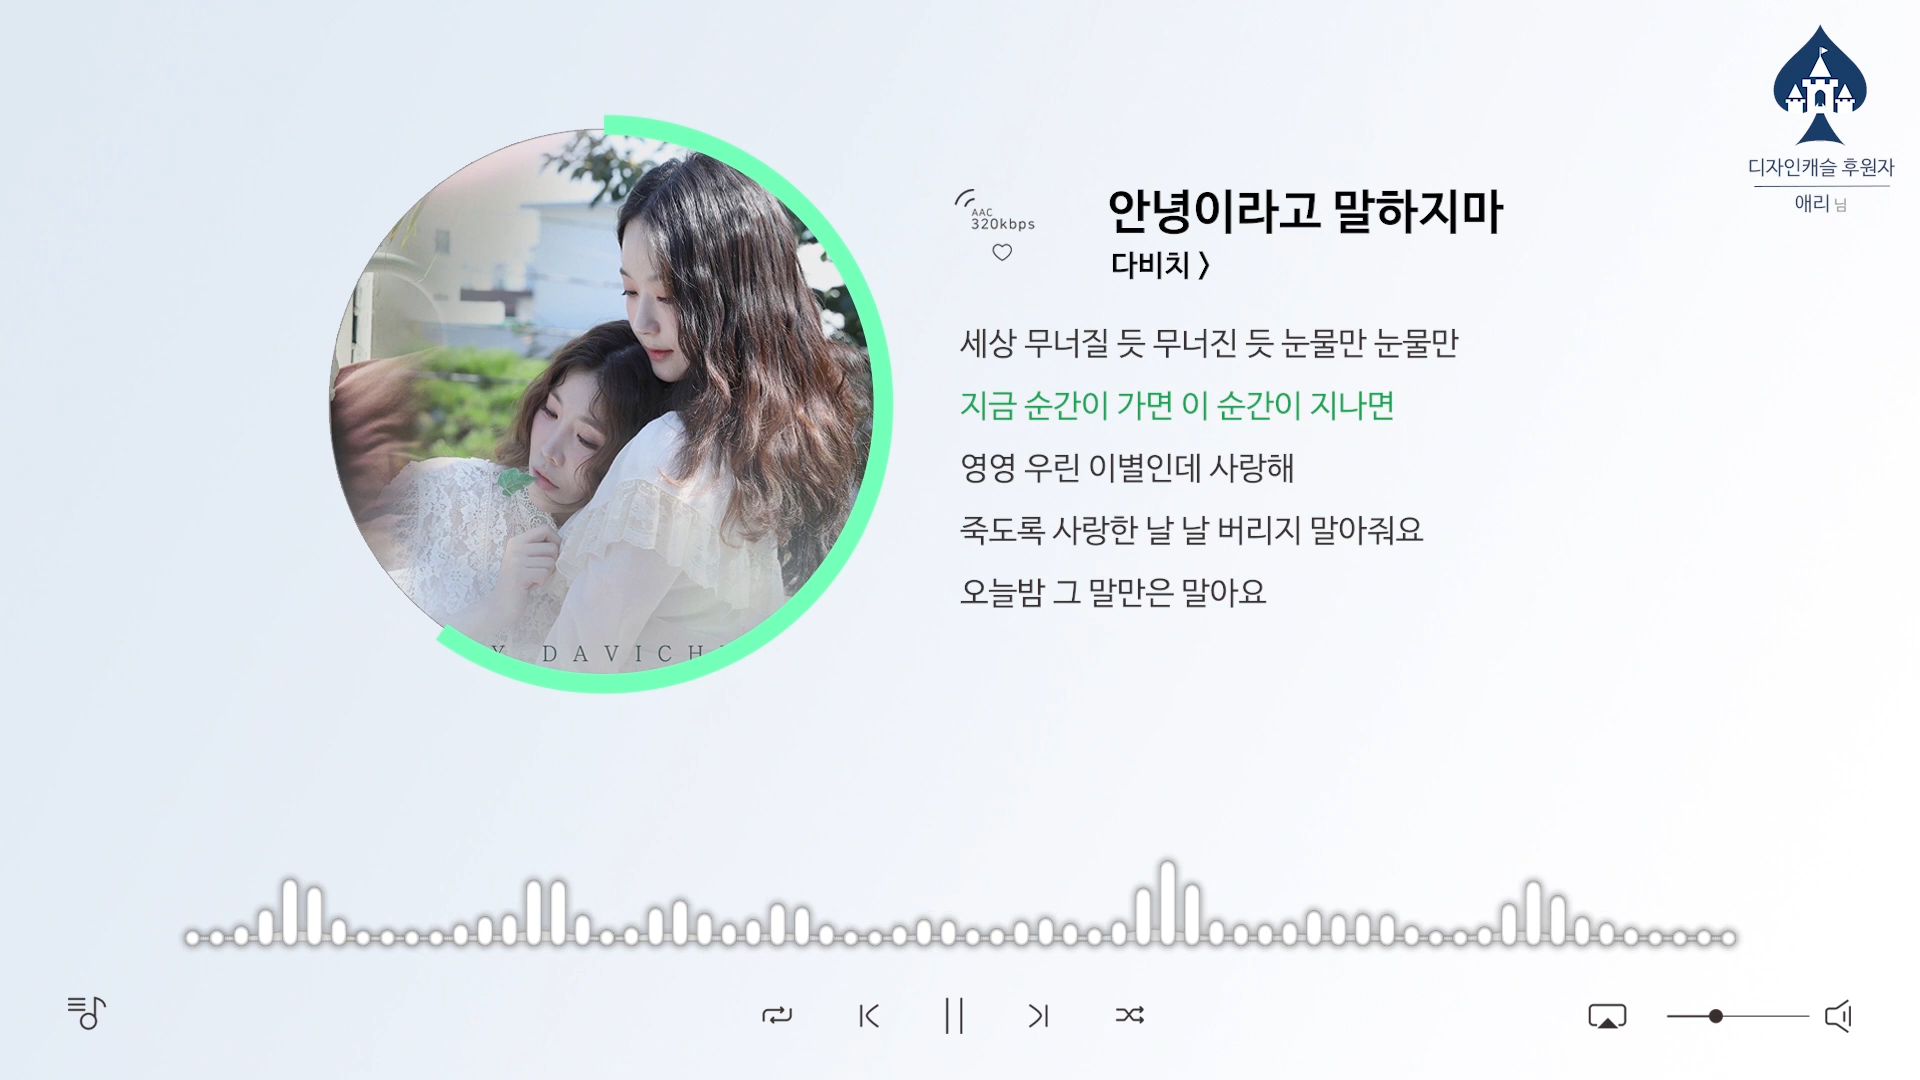 디자인캐슬 후원자
애리 님
AAC
320kbps
안녕이라고 말하지마
다비치 〉
세상 무너질 듯 무너진 듯 눈물만 눈물만
지금 순간이 가면 이 순간이 지나면
영영 우린 이별인데 사랑해
죽도록 사랑한 날 날 버리지 말아줘요
오늘밤 그 말만은 말아요
Y DAVICH